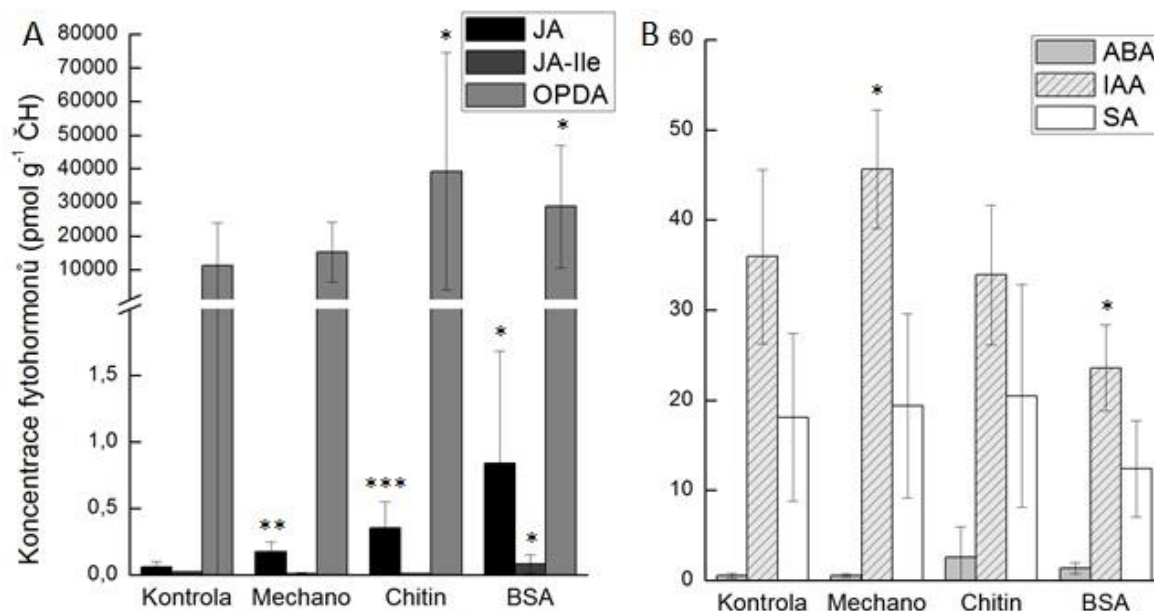 A
JA
JA-Ile
OPDA
Koncentrace fytohormonů (pmol g⁻¹ ČH)
80000
70000
60000
50000
40000
30000
20000
10000
1,5
1,0
0,5
0,0
*
*
*
**
***
*
Kontrola Mechano Chitin BSA
B
ABA
IAA
SA
60
50
40
30
20
10
0
*
*
Kontrola Mechano Chitin BSA